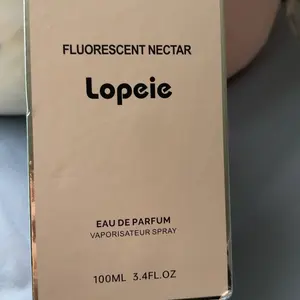 FLUORESCENT NECTAR
Lopeie
EAU DE PARFUM
VAPORISATEUR SPRAY
100ML 3.4FL.OZ